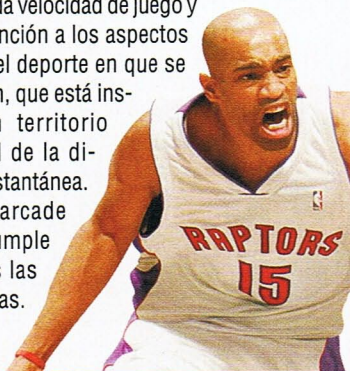 la velocidad de juego y
nción a los aspectos
el deporte en que se
n, que está ins-
territorio
l de la di-
stantánea.
arcade
umple
s las
as.
RAPTORS
15